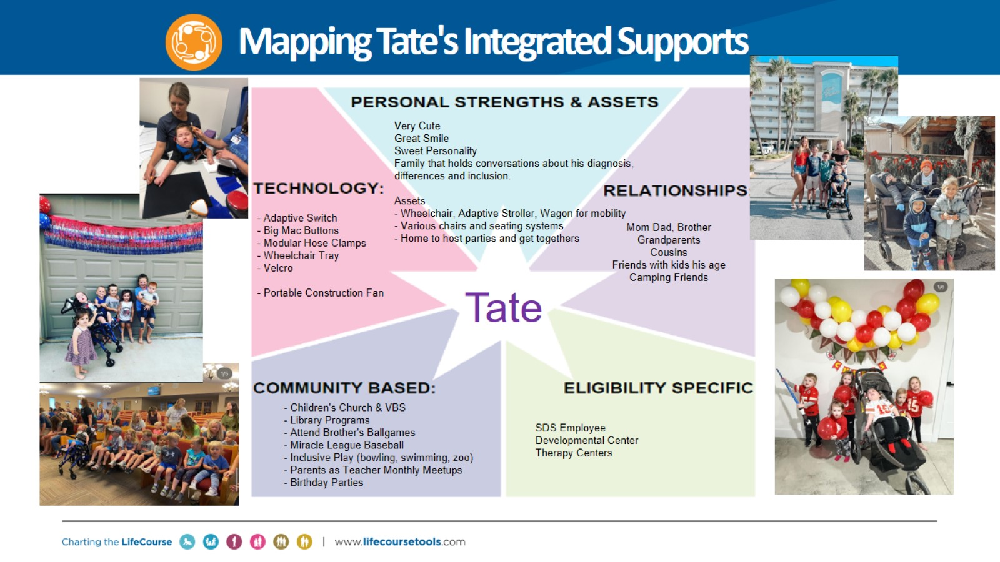 Mapping Tate's Integrated Supports
PERSONAL STRENGTHS & ASSETS
Very Cute
Great Smile
Sweet Personality
Family that holds conversations about his diagnosis,
differences and inclusion.
Assets
- Wheelchair, Adaptive Stroller, Wagon for mobility
- Various chairs and seating systems
- Home to host parties and get togethers
TECHNOLOGY:
- Adaptive Switch
- Big Mac Buttons
- Modular Hose Clamps
- Wheelchair Tray
- Velcro
- Portable Construction Fan
RELATIONSHIPS:
Mom Dad, Brother
Grandparents
Cousins
Friends with kids his age
Camping Friends
Tate
COMMUNITY BASED:
- Children's Church & VBS
- Library Programs
- Attend Brother's Ballgames
- Miracle League Baseball
- Inclusive Play (bowling, swimming, zoo)
- Parents as Teacher Monthly Meetups
- Birthday Parties
ELIGIBILITY SPECIFIC
SDS Employee
Developmental Center
Therapy Centers
1/5
1/6
15
15
Charting the LifeCourse | www.lifecoursetools.com